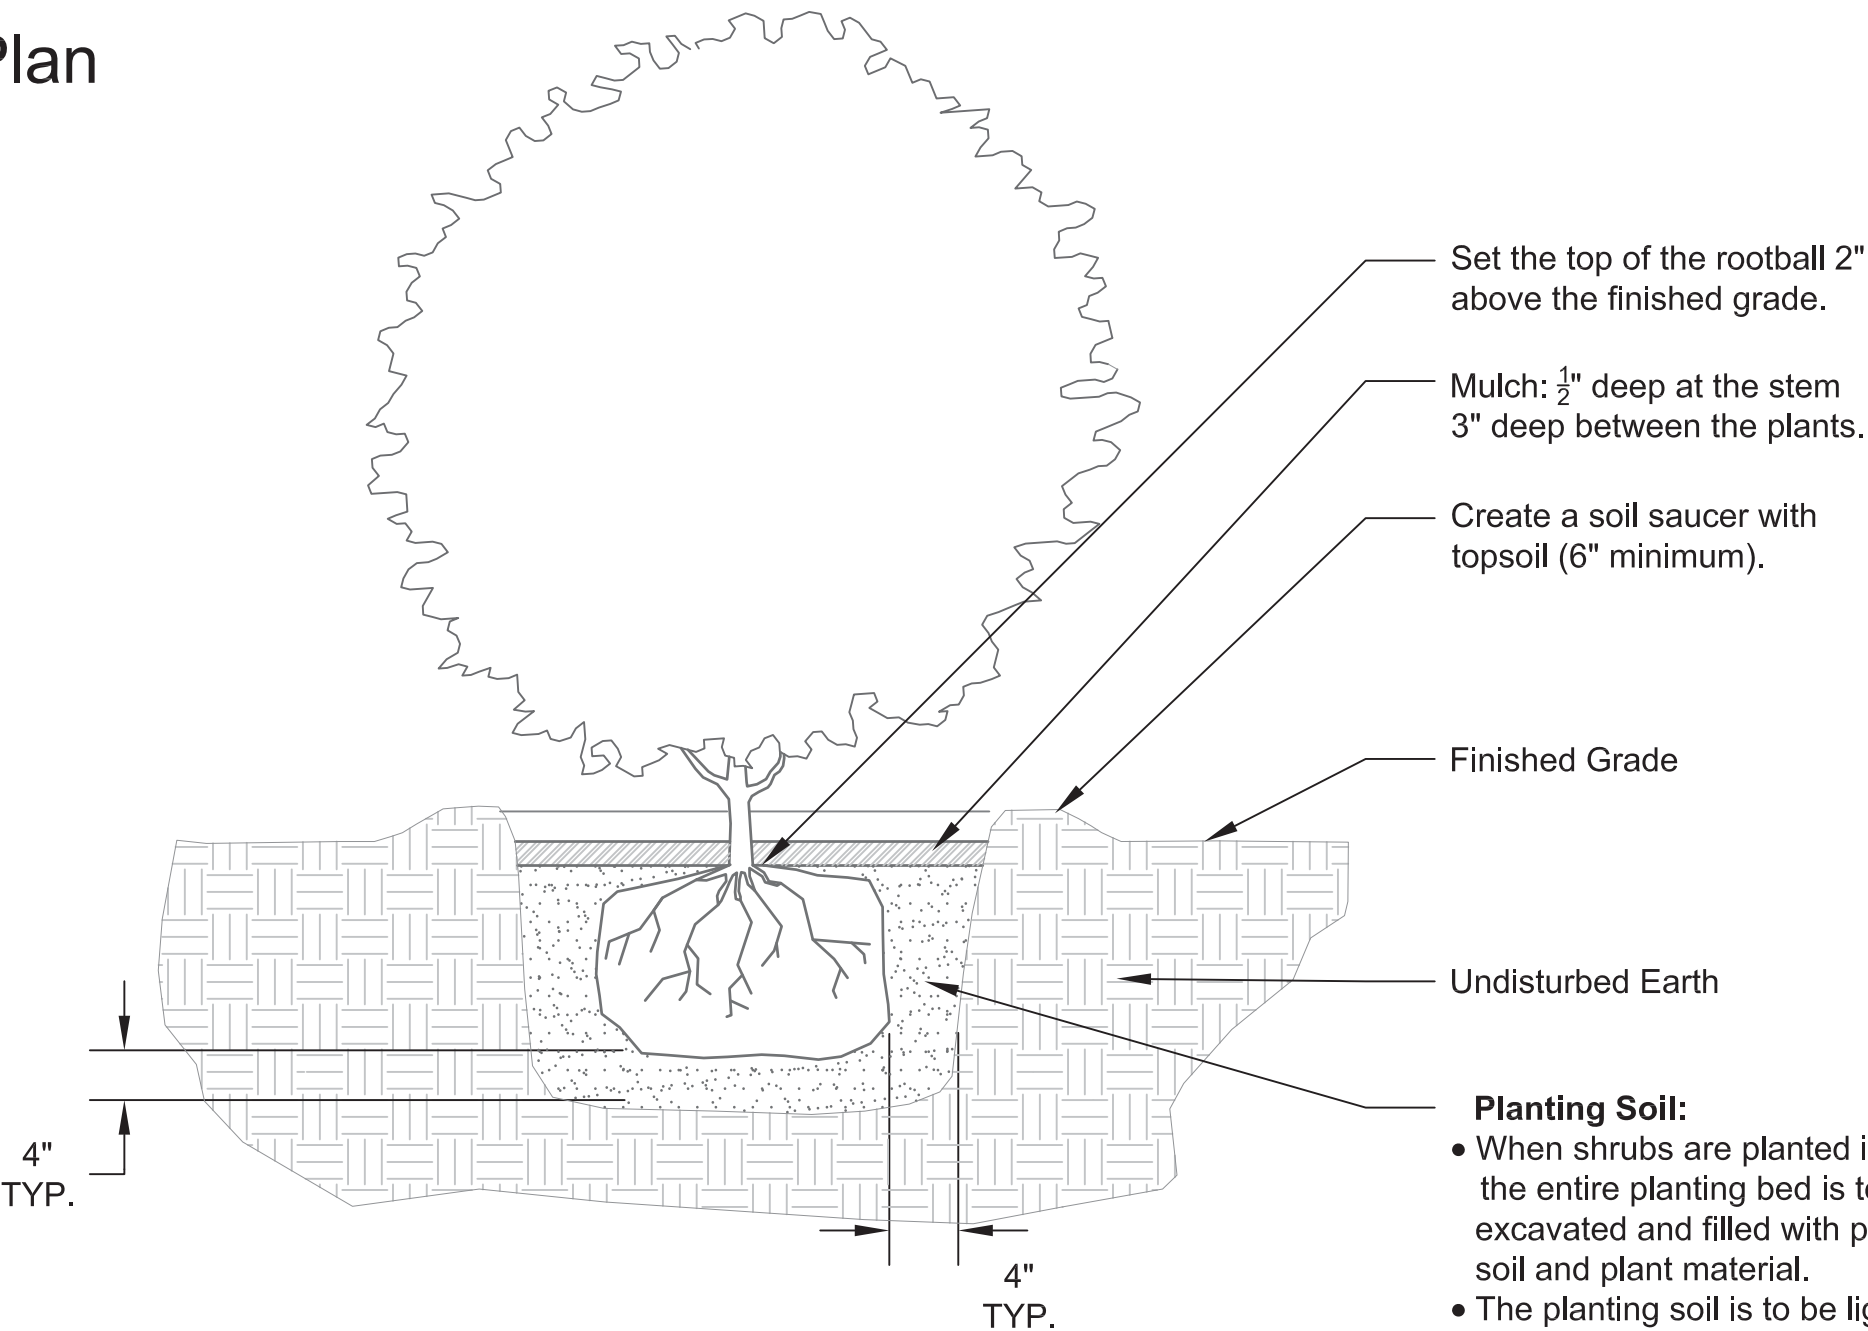 Plan
Set the top of the rootball 2"
above the finished grade.
Mulch: ½" deep at the stem
3" deep between the plants.
Create a soil saucer with
topsoil (6" minimum).
Finished Grade
Undisturbed Earth
Planting Soil:
• When shrubs are planted
the entire planting bed is
excavated and filled with
soil and plant material.
• The planting soil is to be
4"
TYP.
4"
TYP.